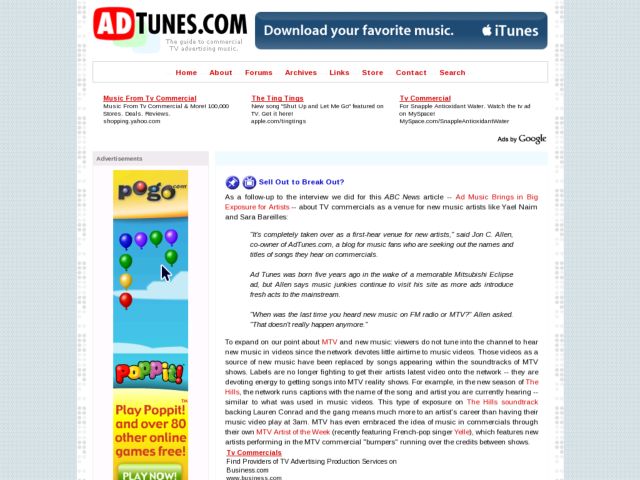 ADTUNES.COM
The guide to commercial
TV advertising music.
Download your favorite music. iTunes
Home About Forums Archives Links Store Contact Search
Music From Tv Commercial
Music From Tv Commercial & More! 100,000
Stores. Deals. Reviews.
shopping.yahoo.com
The Ting Tings
New song "Shut Up and Let Me Go" featured on
TV. Get it here!
apple.com/tingtings
Tv Commercial
For Snapple Antioxidant Water. Watch the tv ad
on MySpace!
MySpace.com/SnappleAntioxidantWater
Ads by Google
Advertisements
pogo.com
Poppit!
Play Poppit!
and over 80
other online
games free!
PLAY NOW!
Sell Out to Break Out?
As a follow-up to the interview we did for this ABC News article -- Ad Music Brings in Big
Exposure for Artists -- about TV commercials as a venue for new music artists like Yael Naim
and Sara Bareilles:
"It's completely taken over as a first-hear venue for new artists," said Jon C. Allen,
co-owner of AdTunes.com, a blog for music fans who are seeking out the names and
titles of songs they hear on commercials.
Ad Tunes was born five years ago in the wake of a memorable Mitsubishi Eclipse
ad, but Allen says music junkies continue to visit his site as more ads introduce
fresh acts to the mainstream.
"When was the last time you heard new music on FM radio or MTV?" Allen asked.
"That doesn't really happen anymore."
To expand on our point about MTV and new music: viewers do not tune into the channel to hear
new music in videos since the network devotes little airtime to music videos. Those videos as a
source of new music have been replaced by songs appearing within the soundtracks of MTV
shows. Labels are no longer fighting to get their artists latest video onto the network -- they are
devoting energy to getting songs into MTV reality shows. For example, in the new season of The
Hills, the network runs captions with the name of the song and artist you are currently hearing --
similar to what was used in music videos. This type of exposure on The Hills soundtrack
backing Lauren Conrad and the gang means much more to an artist's career than having their
music video play at 3am. MTV has even embraced the idea of music in commercials through
their own MTV Artist of the Week (recently featuring French-pop singer Yelle), which features new
artists performing in the MTV commercial "bumpers" running over the credits between shows.
Tv Commercials
Find Providers of TV Advertising Production Services on
Business.com
www.business.com